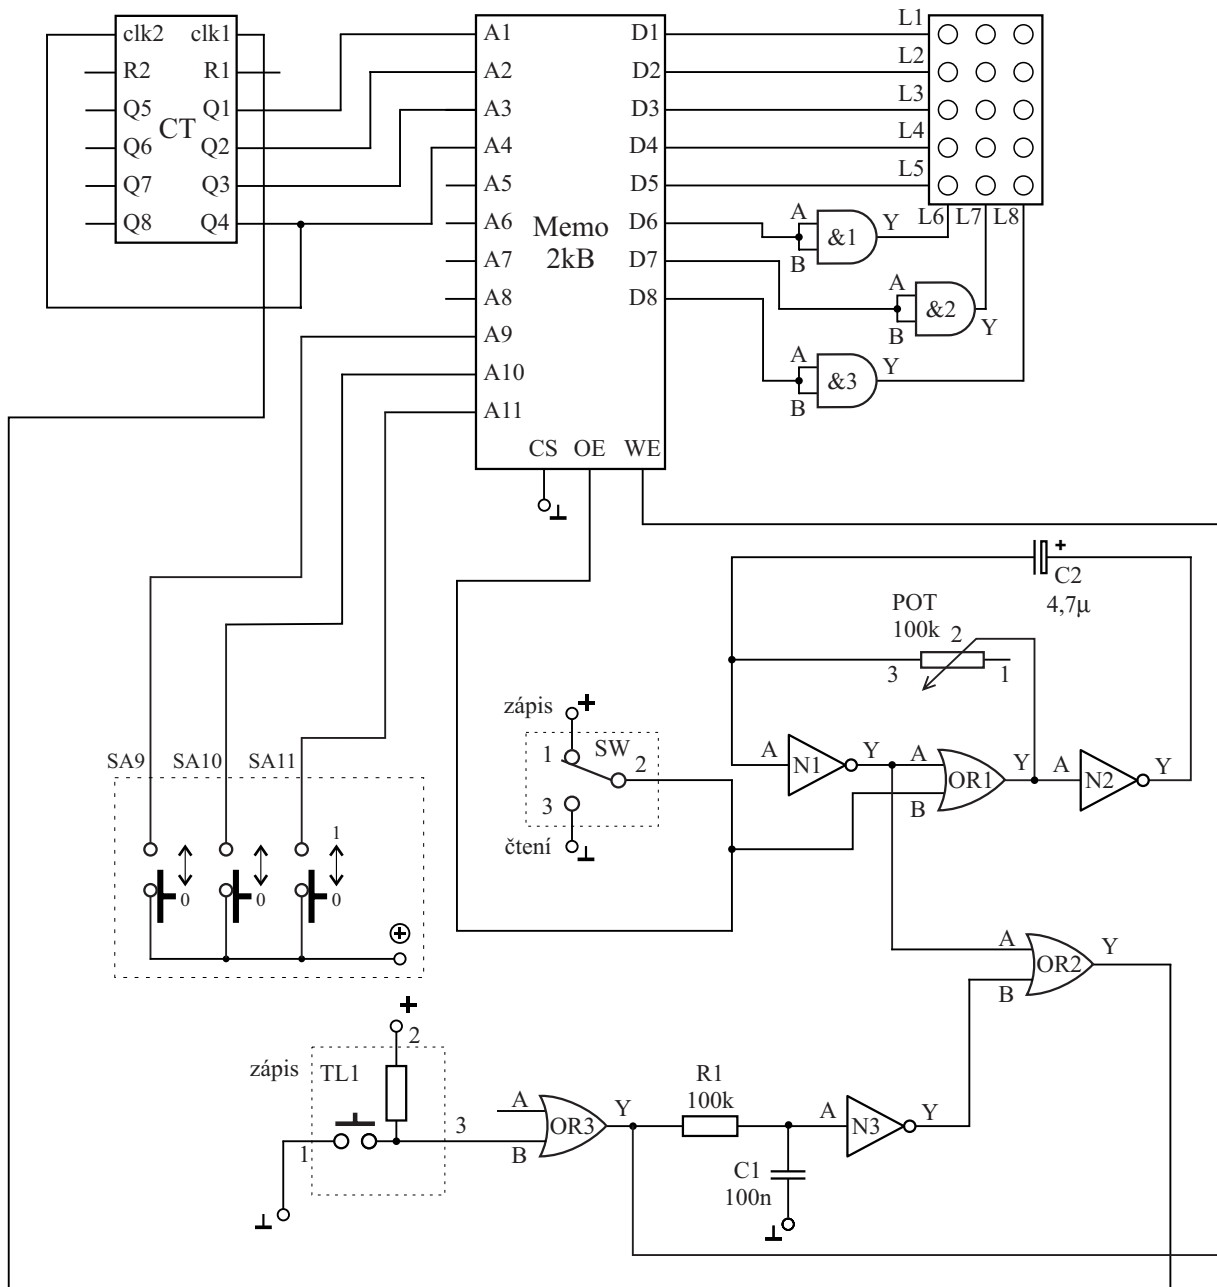 clk2 clk1
R2 R1
Q5 Q1
CT
Q6 Q2
Q7 Q3
Q8 Q4
A1 D1
A2 D2
A3 D3
A4 D4
A5 D5
A6 D6
A7 D7
A8 D8
A9
A10
A11
Memo
2kB
CS OE WE
L1
L2
L3
L4
L5
L6 L7 L8
A
B
&1
Y
A
B
&2
Y
A
B
&3
Y
+
C2
4,7µ
POT
100k
2
3
1
zápis +
1
SW
2
3
čtení
A N1 Y
A
B
OR1
Y
A N2 Y
SA9 SA10 SA11
1
0 0 0
+
A
B
OR2
Y
+
2
zápis
TL1
1
3
A
B
OR3
Y
R1
100k
C1
100n
A N3 Y